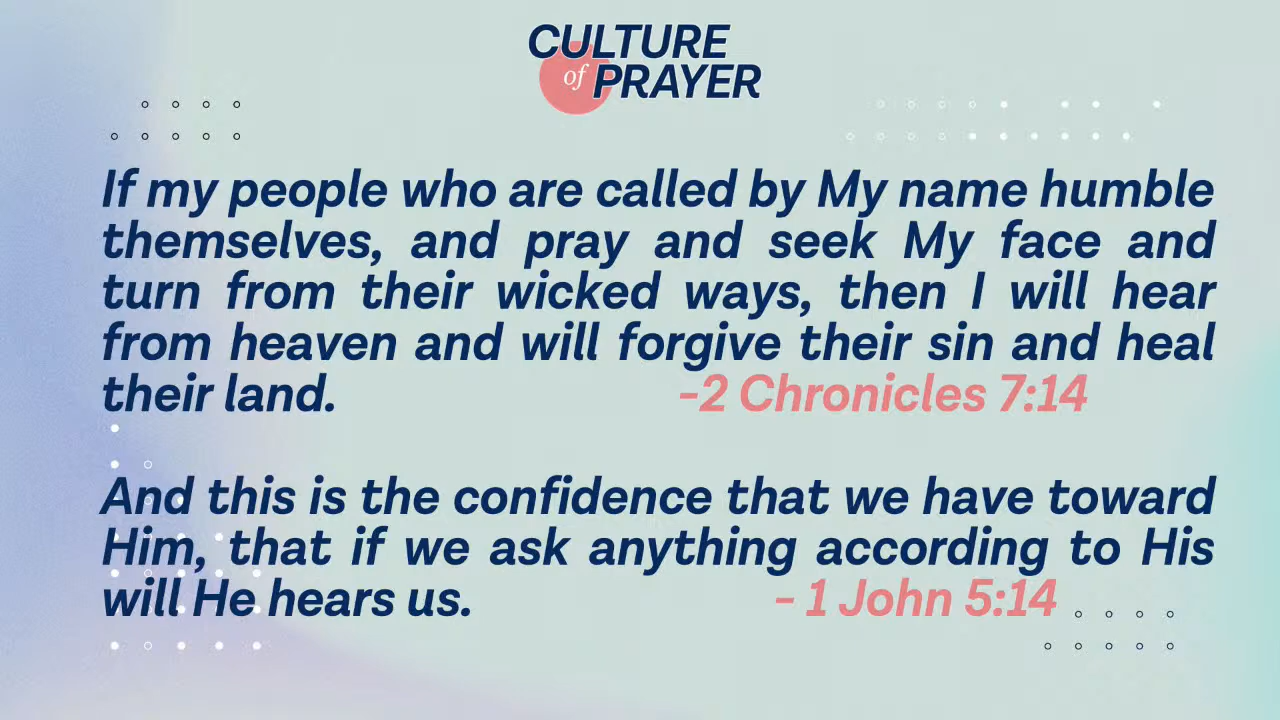 CULTURE
of PRAYER
If my people who are called by My name humble
themselves, and pray and seek My face and
turn from their wicked ways, then I will hear
from heaven and will forgive their sin and heal
their land. -2 Chronicles 7:14
And this is the confidence that we have toward
Him, that if we ask anything according to His
will He hears us. - 1 John 5:14